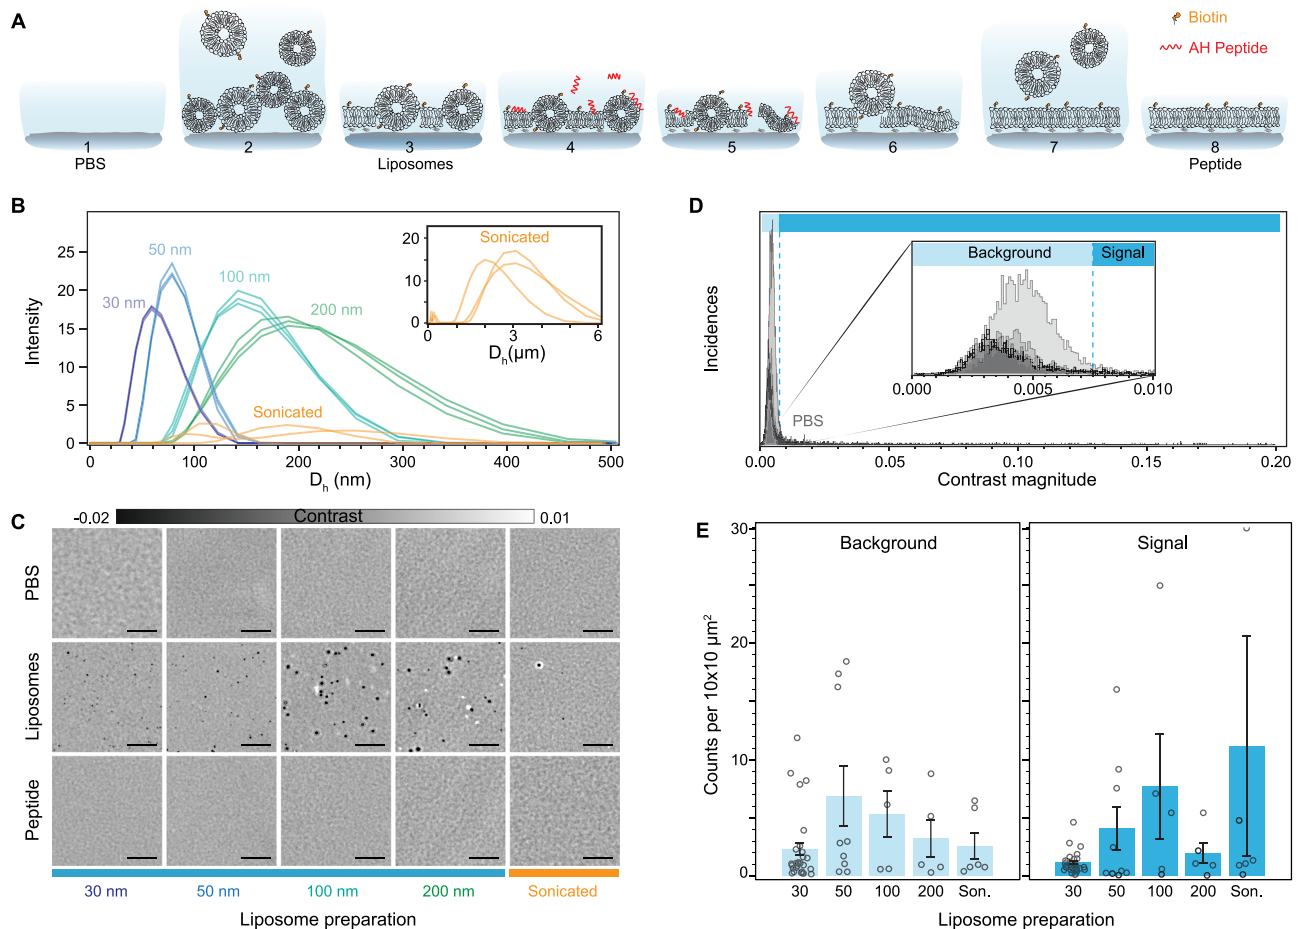 A
Biotin
AH Peptide
1 2 3 4 5 6 7 8
PBS Liposomes Peptide
B
Intensity
25
20
15
10
5
0
50 nm
30 nm
100 nm
200 nm
Sonicated
0 100 200 300 400 500
Dh (nm)
Sonicated
20
10
0
0 3 6
Dh(µm)
D
Incidences
Background Signal
0.000 0.005 0.010
PBS
0.00 0.05 0.10 0.15 0.20
Contrast magnitude
C
-0.02 Contrast 0.01
PBS
Liposomes
Peptide
30 nm 50 nm 100 nm 200 nm Sonicated
Liposome preparation
E
Counts per 10x10 µm²
30
20
10
0
Background Signal
30 50 100 200 Son. 30 50 100 200 Son.
Liposome preparation